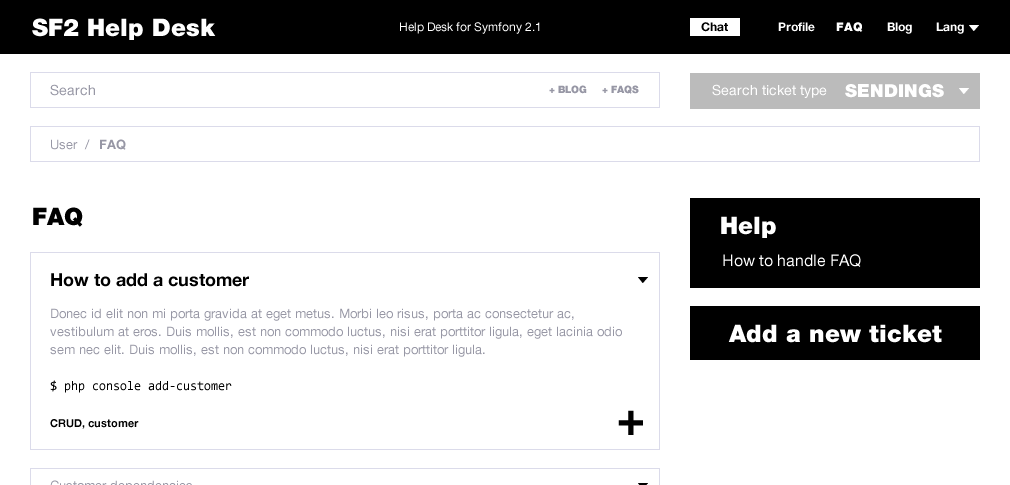 SF2 Help Desk
Help Desk for Symfony 2.1
Chat
Profile
FAQ
Blog
Lang
Search
+ BLOG
+ FAQS
Search ticket type
SENDINGS
User / FAQ
FAQ
Help
How to handle FAQ
Add a new ticket
How to add a customer
Donec id elit non mi porta gravida at eget metus. Morbi leo risus, porta ac consectetur ac,
vestibulum at eros. Duis mollis, est non commodo luctus, nisi erat porttitor ligula, eget lacinia odio
sem nec elit. Duis mollis, est non commodo luctus, nisi erat porttitor ligula.
$ php console add-customer
CRUD, customer
Customer dependencies